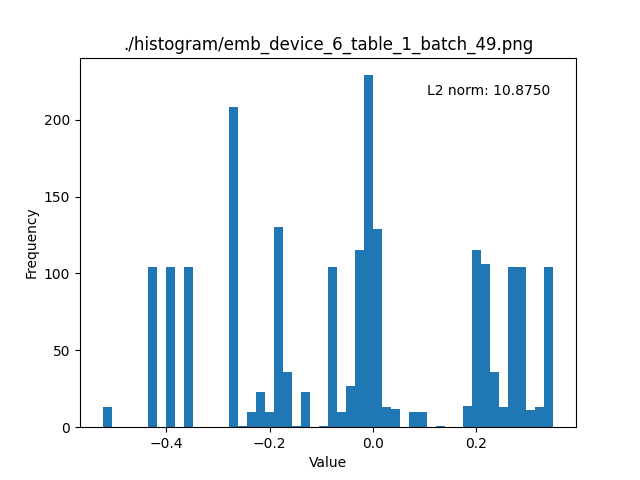 ./histogram/emb_device_6_table_1_batch_49.png
L2 norm: 10.8750
200
150
100
50
0
Frequency
−0.4
−0.2
0.0
0.2
Value